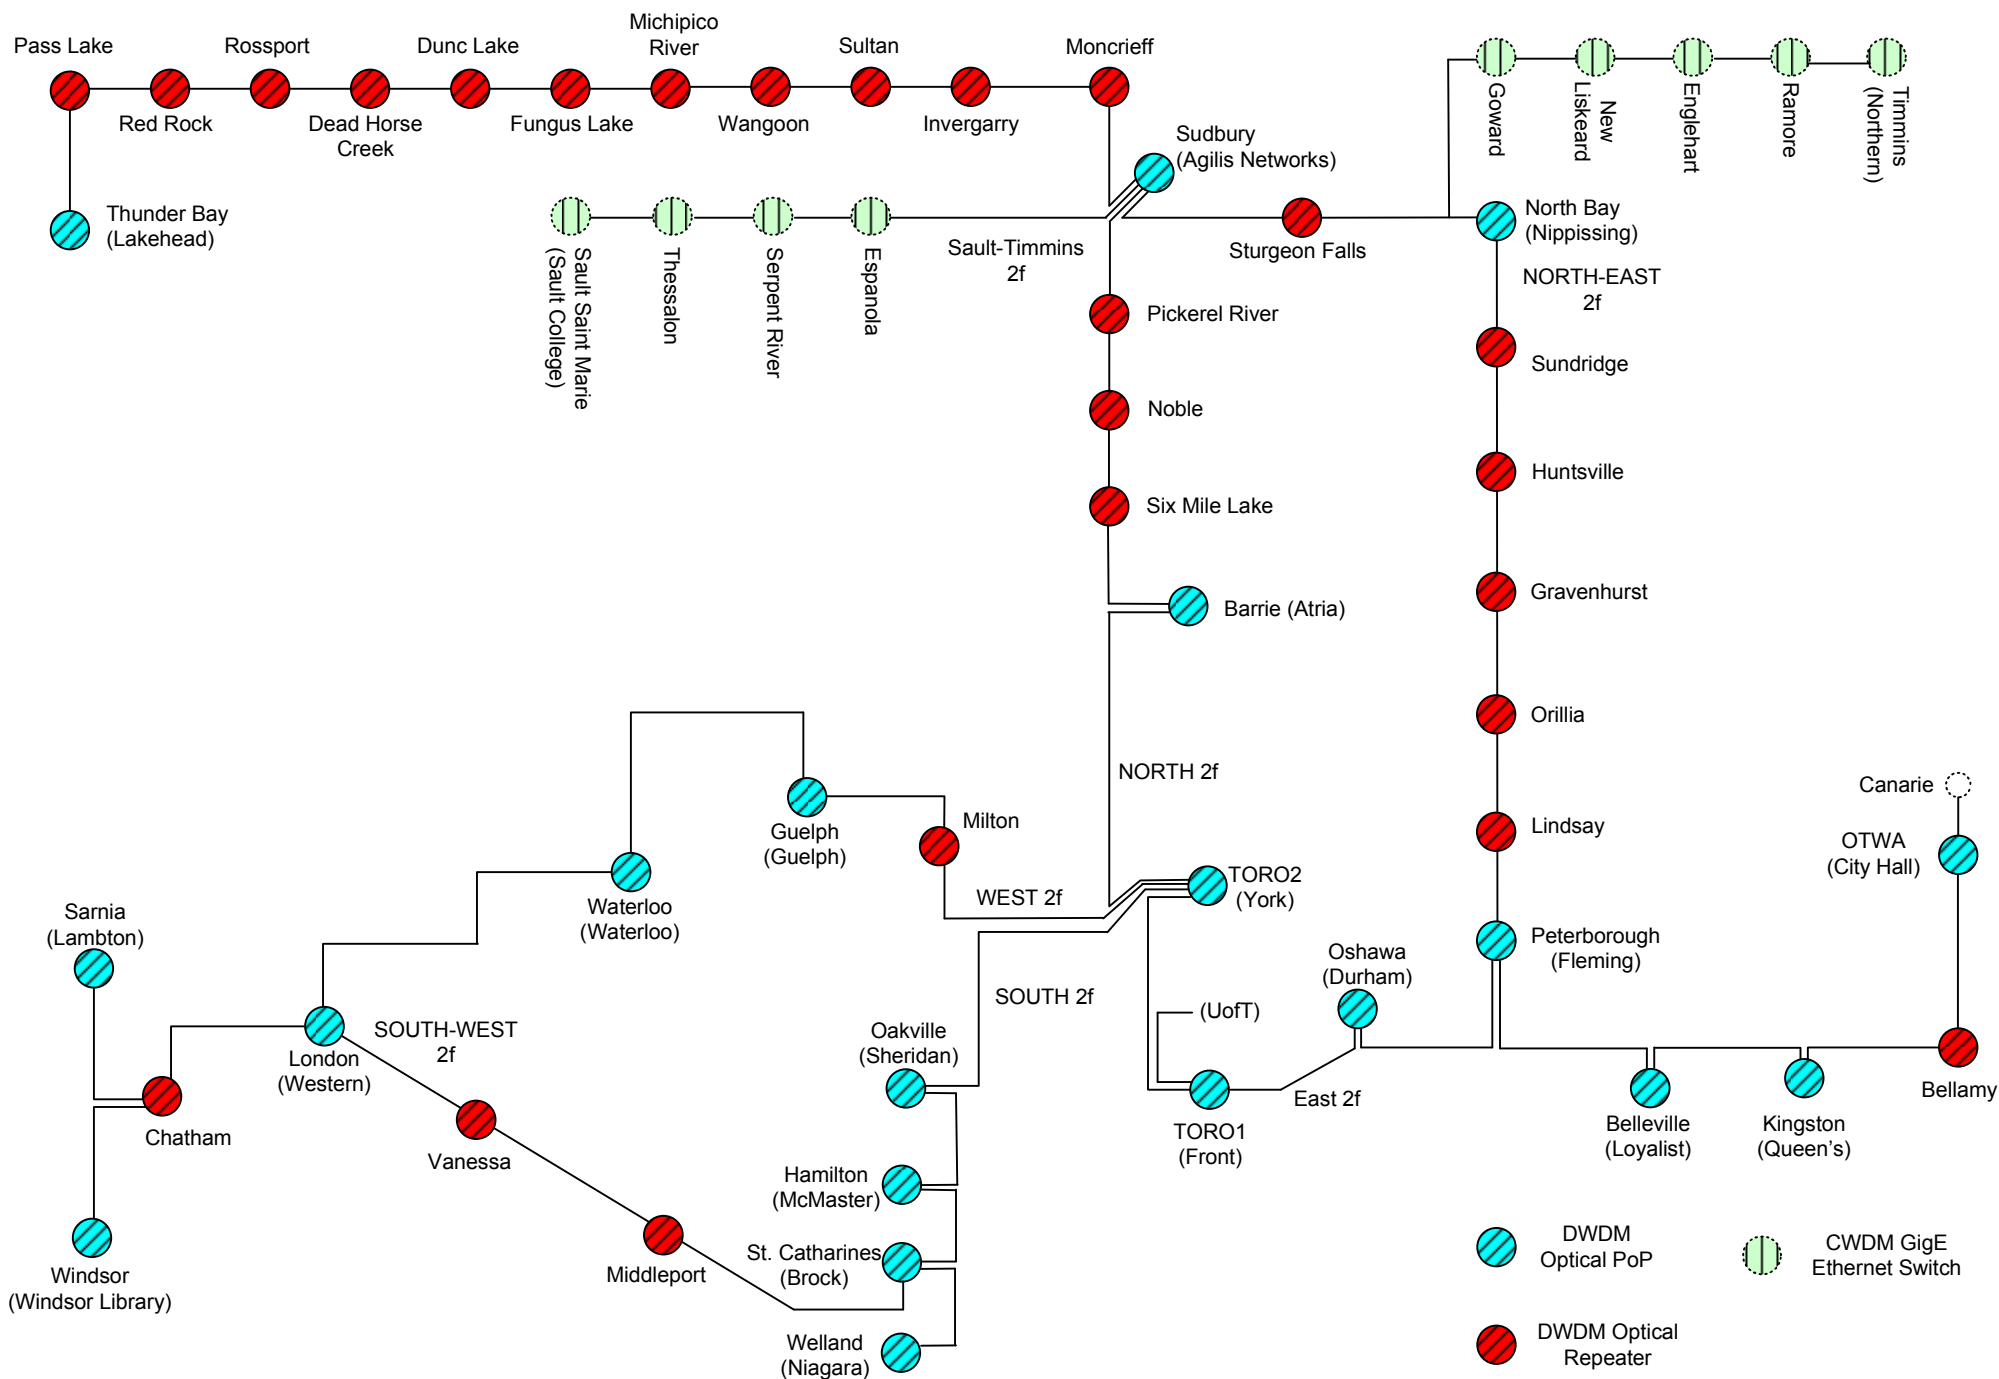 Pass Lake
Rossport
Dunc Lake
Michipico
River
Sultan
Moncrieff
Red Rock
Dead Horse
Creek
Fungus Lake
Wangoon
Invergarry
Goward
New
Liskeard
Englehart
Ramore
Timmins
(Northern)
Sudbury
(Agilis Networks)
Thunder Bay
(Lakehead)
Sault Saint Marie
(Sault College)
Thessalon
Serpent River
Espanola
Sault-Timmins
2f
Sturgeon Falls
North Bay
(Nippissing)
NORTH-EAST
2f
Pickerel River
Sundridge
Noble
Huntsville
Six Mile Lake
Gravenhurst
Barrie (Atria)
Orillia
NORTH 2f
Canarie
Milton
Lindsay
Guelph
(Guelph)
OTWA
(City Hall)
TORO2
(York)
WEST 2f
Waterloo
(Waterloo)
Sarnia
(Lambton)
Peterborough
(Fleming)
Oshawa
(Durham)
SOUTH 2f
(UofT)
SOUTH-WEST
2f
London
(Western)
Oakville
(Sheridan)
East 2f
Bellamy
Chatham
TORO1
(Front)
Belleville
(Loyalist)
Kingston
(Queen's)
Vanessa
Hamilton
(McMaster)
DWDM
Optical PoP
CWDM GigE
Ethernet Switch
St. Catharines
(Brock)
Middleport
Windsor
(Windsor Library)
Welland
(Niagara)
DWDM Optical
Repeater